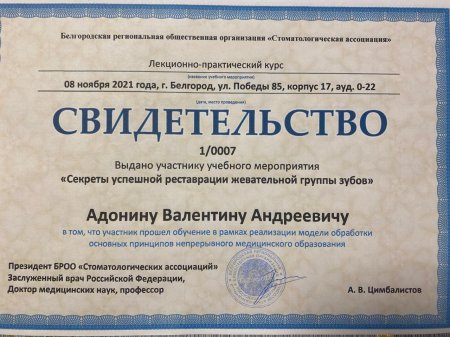 Белгородская региональная общественная организация «Стоматологическая ассоциация»
Лекционно-практический курс
(название учебного мероприятия)
08 ноября 2021 года, г. Белгород, ул. Победы 85, корпус 17, ауд. 0-22
(дата, место проведения)
СВИДЕТЕЛЬСТВО
1/0007
Выдано участнику учебного мероприятия
«Секреты успешной реставрации жевательной группы зубов»
Адонину Валентину Андреевичу
в том, что участник прошел обучение в рамках реализации модели обработки
основных принципов непрерывного медицинского образования
Президент БРОО «Стоматологических ассоциаций»
Заслуженный врач Российской Федерации,
Доктор медицинских наук, профессор
А. В. Цимбалистов